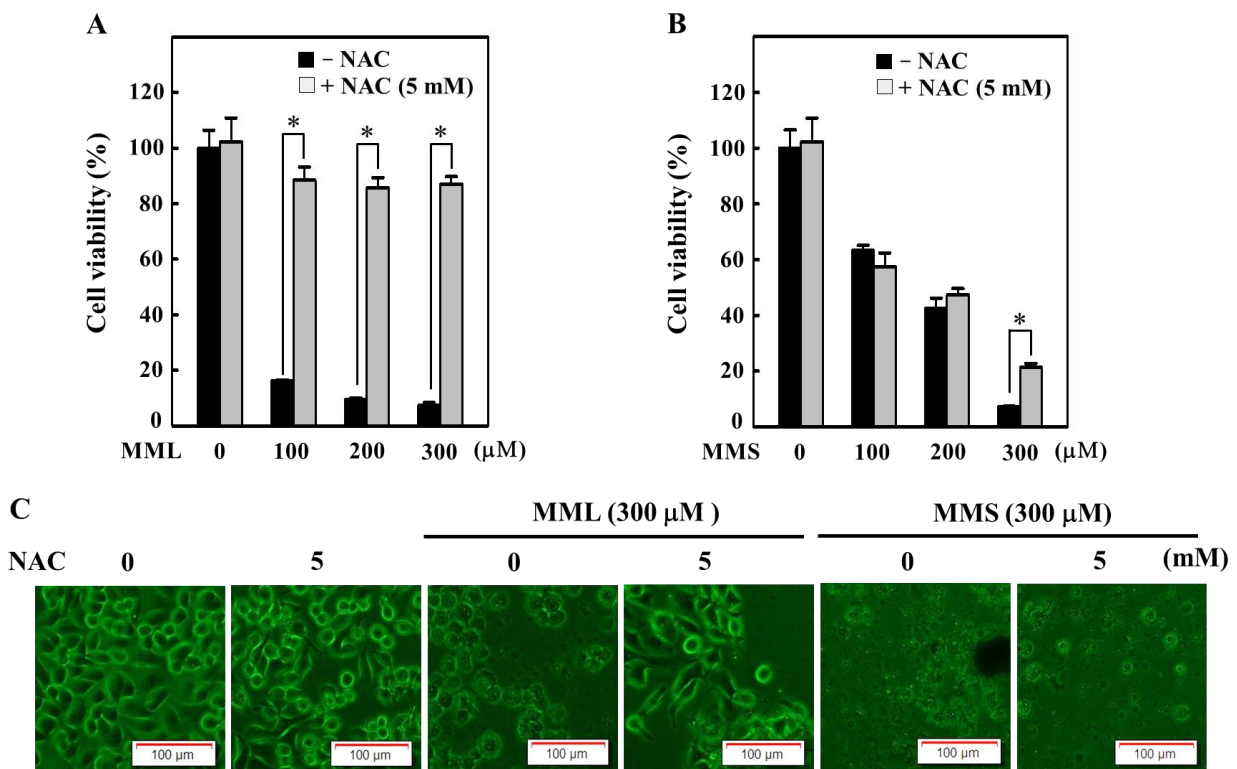 A
− NAC
+ NAC (5 mM)
Cell viability (%)
120
100
80
60
40
20
0
* * *
MML 0 100 200 300 (μM)
B
− NAC
+ NAC (5 mM)
Cell viability (%)
120
100
80
60
40
20
0
*
MMS 0 100 200 300 (μM)
C
MML (300 μM ) MMS (300 μM)
NAC 0 5 0 5 0 5 (mM)
100 μm 100 μm 100 μm 100 μm 100 μm 100 μm